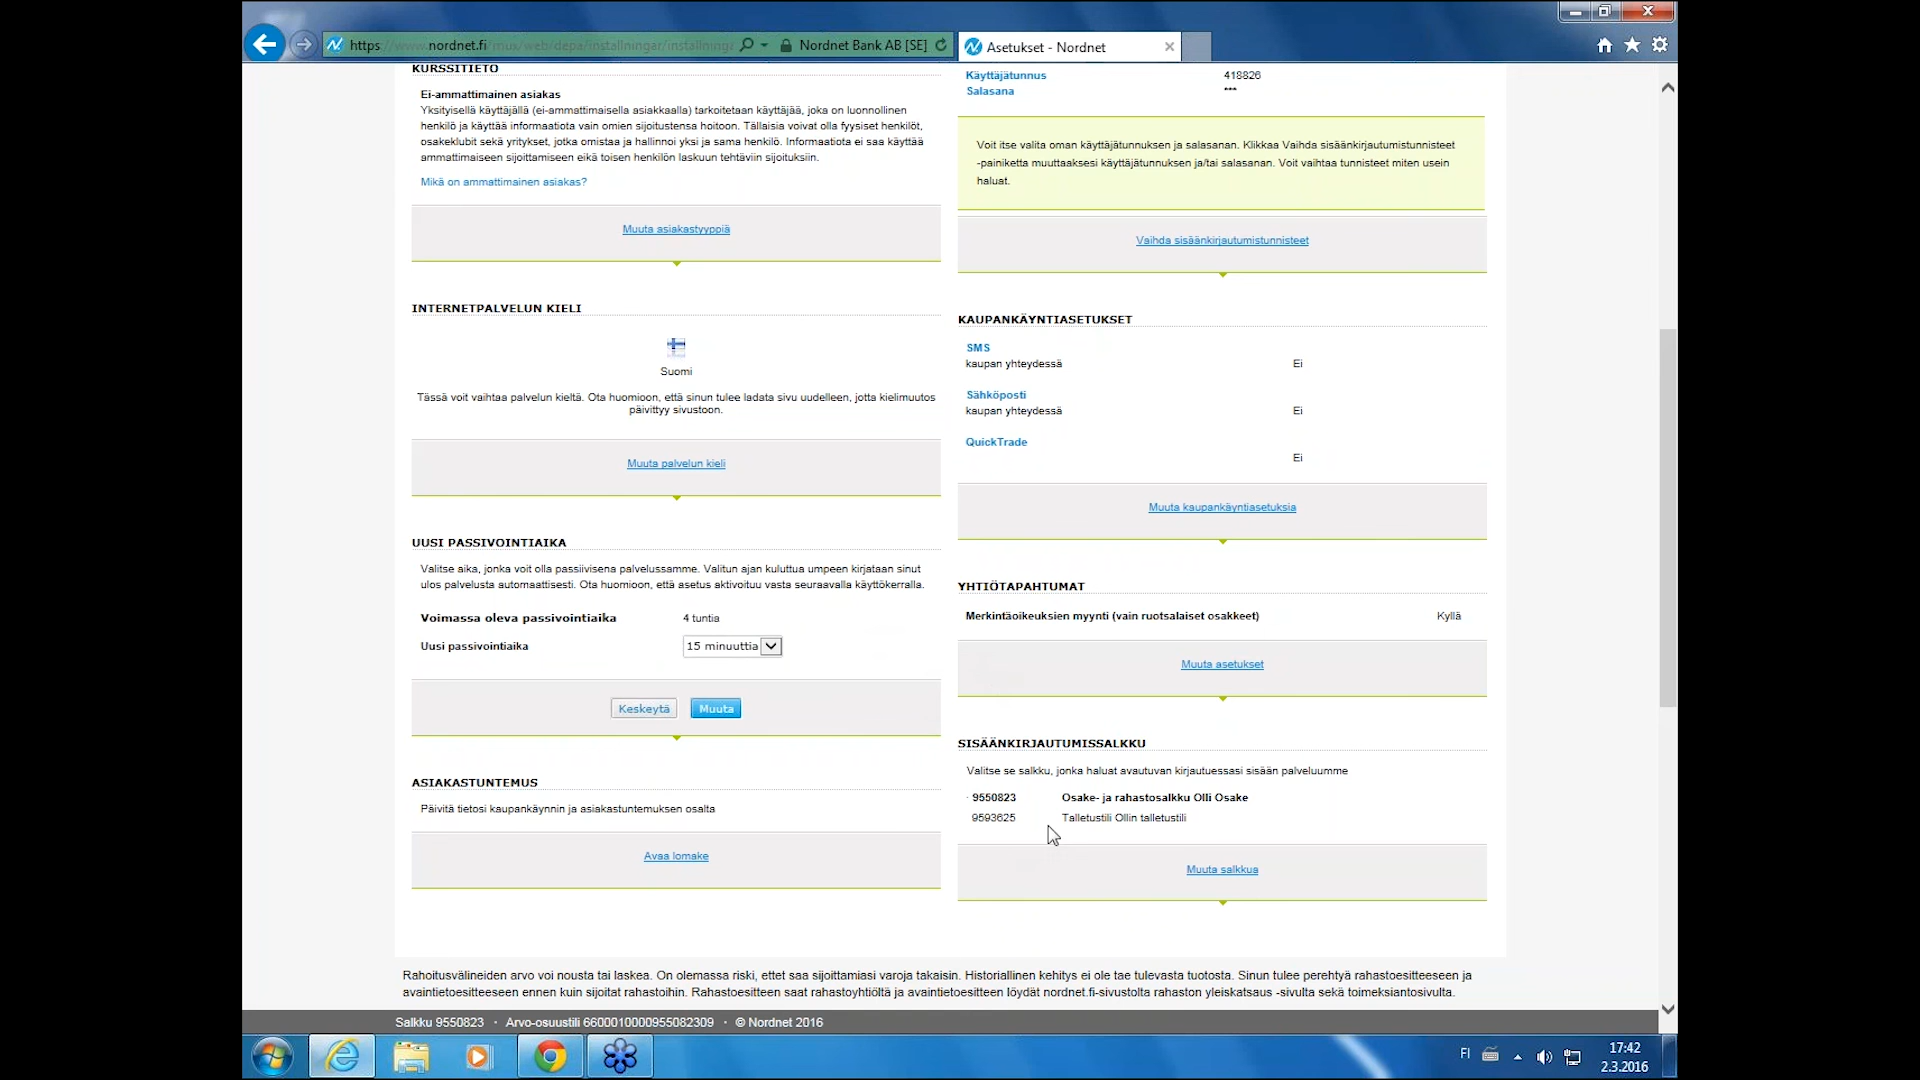 https://www.nordnet.fi/mux/web/depa/installningar/installning
Nordnet Bank AB [SE]
Asetukset - Nordnet
KURSSITIETO
Ei-ammattimainen asiakas
Yksityisellä käyttäjällä (ei-ammattimaisella asiakkaalla) tarkoitetaan käyttäjää, joka on luonnollinen
henkilö ja käyttää informaatiota vain omien sijoitustensa hoitoon. Tällaisia voivat olla fyysiset henkilöt,
osakeklubit sekä yritykset, jotka omistaa ja hallinnoi yksi ja sama henkilö. Informaatiota ei saa käyttää
ammattimaiseen sijoittamiseen eikä toisen henkilön laskuun tehtäviin sijoituksiin.
Mikä on ammattimainen asiakas?
Muuta asiakastyyppiä
INTERNETPALVELUN KIELI
Suomi
Tässä voit vaihtaa palvelun kieltä. Ota huomioon, että sinun tulee ladata sivu uudelleen, jotta kielimuutos
päivittyy sivustoon.
Muuta palvelun kieli
UUSI PASSIVOINTIAIKA
Valitse aika, jonka voit olla passiivisena palvelussamme. Valitun ajan kuluttua umpeen kirjataan sinut
ulos palvelusta automaattisesti. Ota huomioon, että asetus aktivoituu vasta seuraavalla käyttökerralla.
Voimassa oleva passivointiaika 4 tuntia
Uusi passivointiaika 15 minuuttia
Keskeytä Muuta
ASIAKASTUNTEMUS
Päivitä tietosi kaupankäynnin ja asiakastuntemuksen osalta
Avaa lomake
Käyttäjätunnus 418826
Salasana ***
Voit itse valita oman käyttäjätunnuksen ja salasanan. Klikkaa Vaihda sisäänkirjautumistunnisteet
-painiketta muuttaaksesi käyttäjätunnuksen ja/tai salasanan. Voit vaihtaa tunnisteet miten usein
haluat.
Vaihda sisäänkirjautumistunnisteet
KAUPANKÄYNTIASETUKSET
SMS
kaupan yhteydessä Ei
Sähköposti
kaupan yhteydessä Ei
QuickTrade
Ei
Muuta kaupankäyntiasetuksia
YHTIÖTAPAHTUMAT
Merkintäoikeuksien myynti (vain ruotsalaiset osakkeet) Kyllä
Muuta asetukset
SISÄÄNKIRJAUTUMISSALKKU
Valitse se salkku, jonka haluat avautuvan kirjautuessasi sisään palveluumme
9550823 Osake- ja rahastosalkku Olli Osake
9593625 Talletustili Ollin talletustili
Muuta salkkua
Rahoitusvälineiden arvo voi nousta tai laskea. On olemassa riski, ettet saa sijoittamiasi varoja takaisin. Historiallinen kehitys ei ole tae tulevasta tuotosta. Sinun tulee perehtyä rahastoesitteeseen ja
avaintietoesitteeseen ennen kuin sijoitat rahastoihin. Rahastoesitteen saat rahastoyhtiöltä ja avaintietoesitteen löydät nordnet.fi-sivustolta rahaston yleiskatsaus -sivulta sekä toimeksiantosivulta.
Salkku 9550823 · Arvo-osuustili 6600010000955082309 · © Nordnet 2016
FI
17:42
2.3.2016